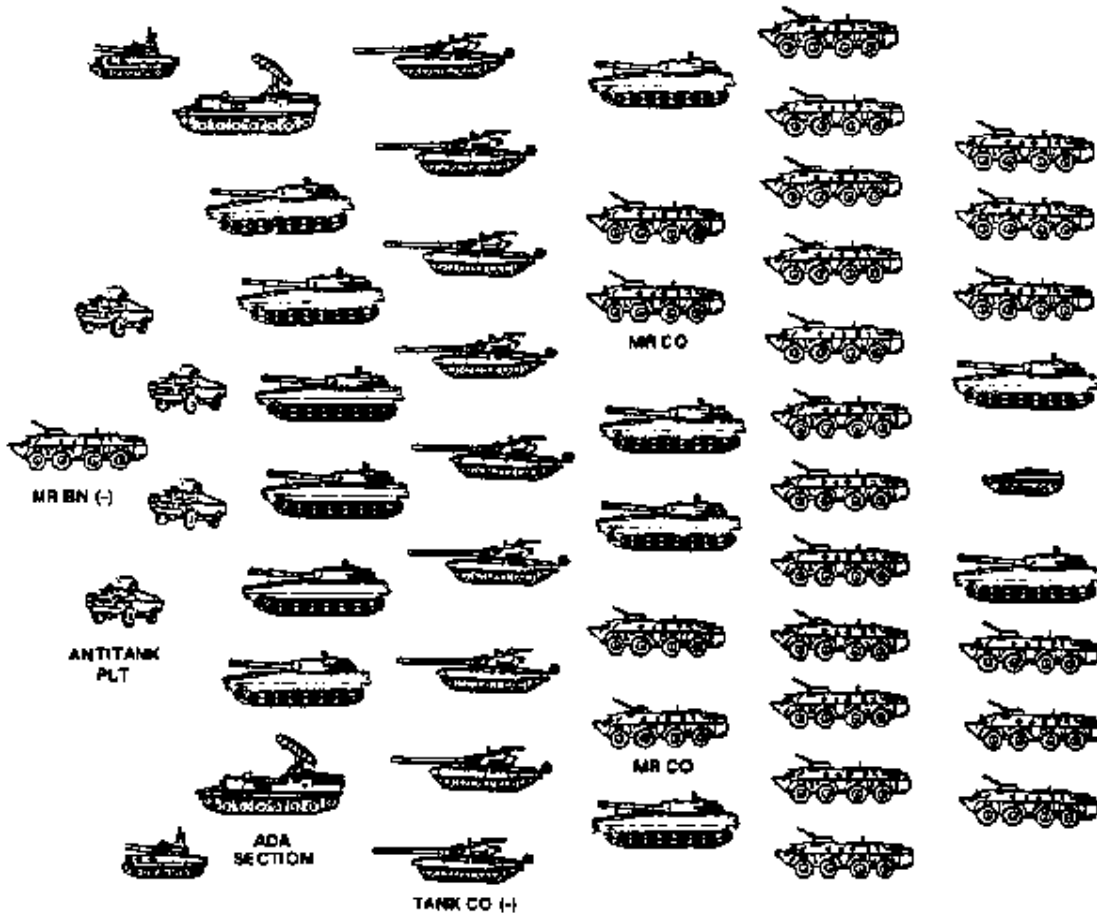 MR CO
MR BN (-)
ANTITANK
PLT
MR CO
ADA
SECTION
TANK CO (-)